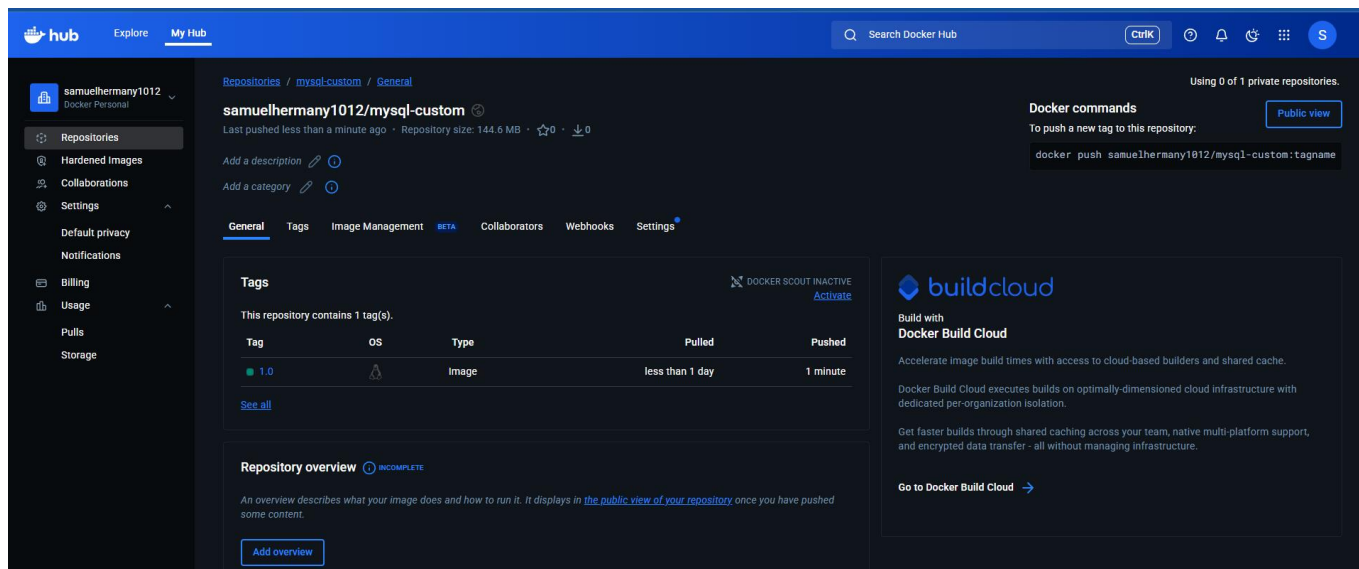 hub Explore My Hub Search Docker Hub CtrlK S
samuelhermany1012
Docker Personal
Repositories
Hardened Images
Collaborations
Settings
Default privacy
Notifications
Billing
Usage
Pulls
Storage
Repositories / mysql-custom / General
Using 0 of 1 private repositories.
samuelhermany1012/mysql-custom
Last pushed less than a minute ago · Repository size: 144.6 MB · 0 · 0
Add a description
Add a category
Docker commands
Public view
To push a new tag to this repository:
docker push samuelhermany1012/mysql-custom:tagname
General Tags Image Management BETA Collaborators Webhooks Settings
Tags
DOCKER SCOUT INACTIVE
Activate
This repository contains 1 tag(s).
Tag OS Type Pulled Pushed
1.0 Image less than 1 day 1 minute
See all
Repository overview INCOMPLETE
An overview describes what your image does and how to run it. It displays in the public view of your repository once you have pushed
some content.
Add overview
buildcloud
Build with
Docker Build Cloud
Accelerate image build times with access to cloud-based builders and shared cache.
Docker Build Cloud executes builds on optimally-dimensioned cloud infrastructure with
dedicated per-organization isolation.
Get faster builds through shared caching across your team, native multi-platform support,
and encrypted data transfer - all without managing infrastructure.
Go to Docker Build Cloud